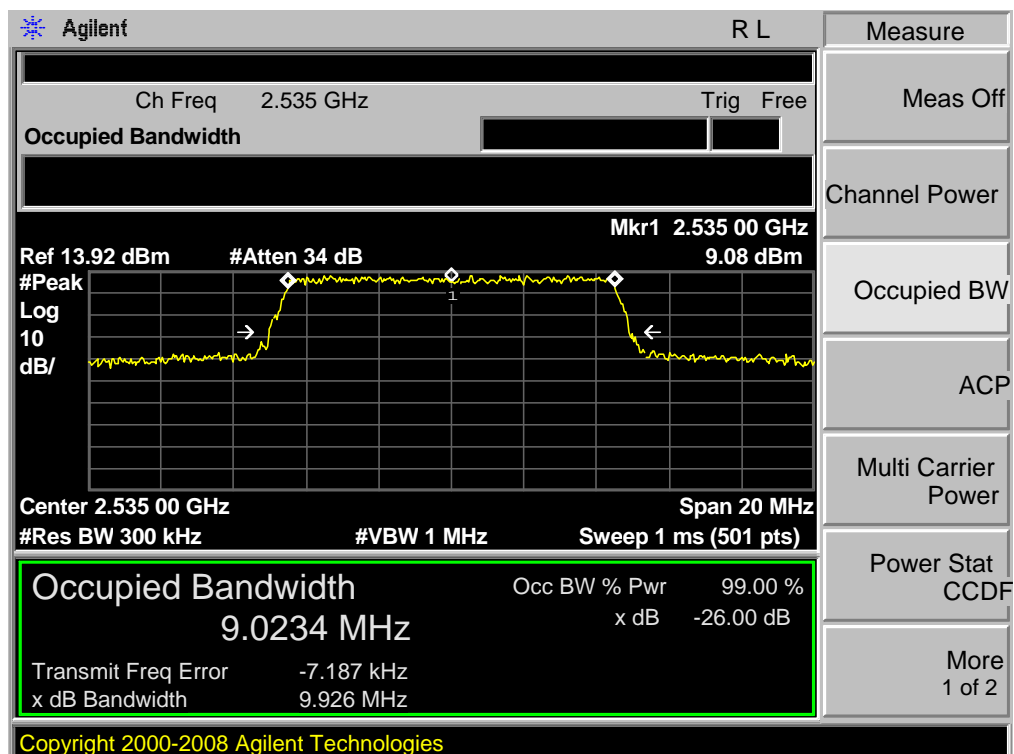 Agilent R L
Measure
Ch Freq 2.535 GHz Trig Free
Occupied Bandwidth
Mkr1 2.535 00 GHz
Ref 13.92 dBm #Atten 34 dB 9.08 dBm
#Peak
Log
10
dB/
1
Center 2.535 00 GHz Span 20 MHz
#Res BW 300 kHz #VBW 1 MHz Sweep 1 ms (501 pts)
Occupied Bandwidth
9.0234 MHz
Occ BW % Pwr 99.00 %
x dB -26.00 dB
Transmit Freq Error -7.187 kHz
x dB Bandwidth 9.926 MHz
Meas Off
Channel Power
Occupied BW
ACP
Multi Carrier
Power
Power Stat
CCDF
More
1 of 2
Copyright 2000-2008 Agilent Technologies